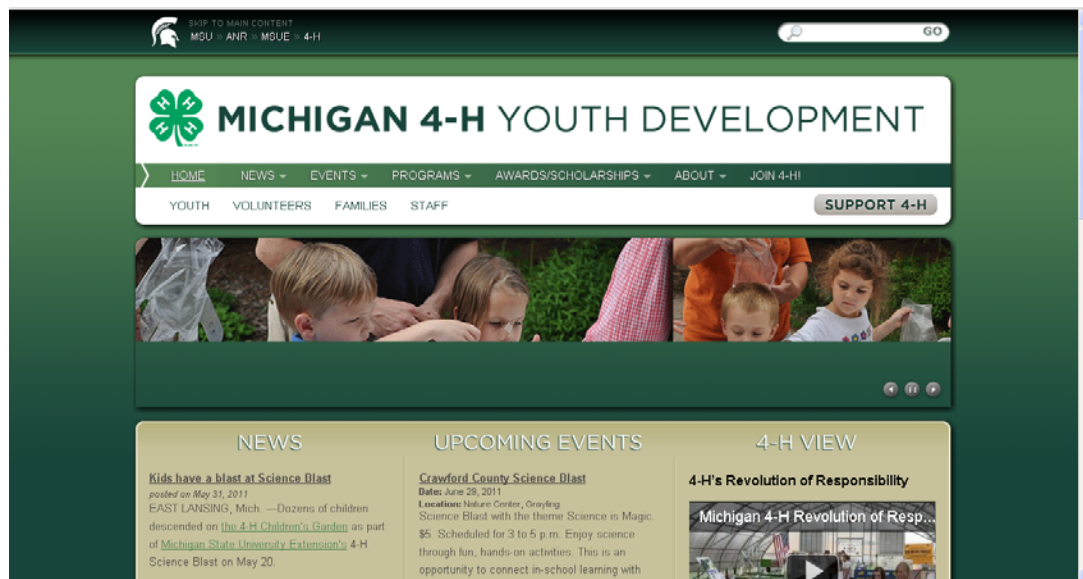 SKIP TO MAIN CONTENT
MSU » ANR » MSUE » 4-H
GO
MICHIGAN 4-H YOUTH DEVELOPMENT
HOME NEWS EVENTS PROGRAMS AWARDS/SCHOLARSHIPS ABOUT JOIN 4-H!
YOUTH VOLUNTEERS FAMILIES STAFF SUPPORT 4-H
NEWS
Kids have a blast at Science Blast
posted on May 31, 2011
EAST LANSING, Mich. —Dozens of children
descended on the 4-H Children's Garden as part
of Michigan State University Extension's 4-H
Science Blast on May 20.
UPCOMING EVENTS
Crawford County Science Blast
Date: June 29, 2011
Location: Nature Center, Grayling
Science Blast with the theme Science is Magic.
$5. Scheduled for 3 to 5 p.m. Enjoy science
through fun, hands-on activities. This is an
opportunity to connect in-school learning with
4-H VIEW
4-H's Revolution of Responsibility
Michigan 4-H Revolution of Resp...